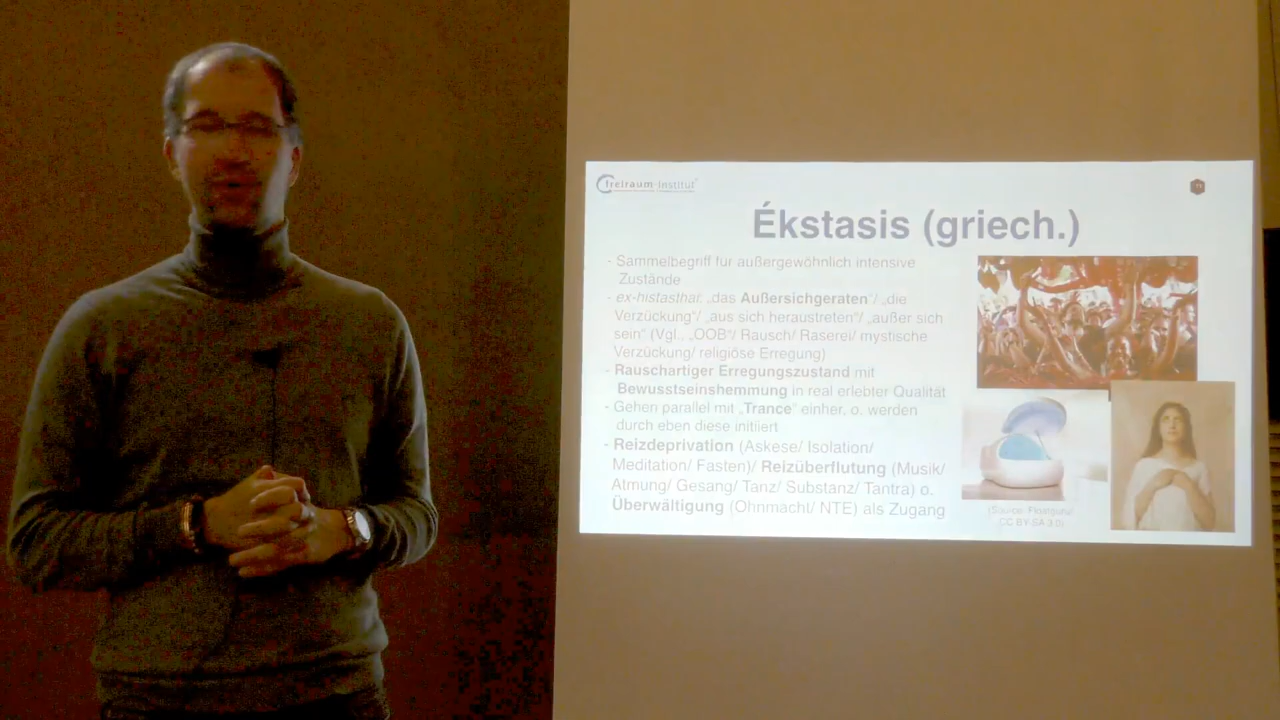 freiraum-institut
11
Ékstasis (griech.)
- Sammelbegriff für außergewöhnlich intensive
Zustände
- ex-histasthai: „das Außersichgeraten“/ „die
Verzückung“/ „aus sich heraustreten“/ „außer sich
sein“ (Vgl., „OOB“/ Rausch/ Raserei/ mystische
Verzückung/ religiöse Erregung)
- Rauschartiger Erregungszustand mit
Bewusstseinshemmung in real erlebter Qualität
- Gehen parallel mit „Trance“ einher, o. werden
durch eben diese initiiert
- Reizdeprivation (Askese/ Isolation/
Meditation/ Fasten)/ Reizüberflutung (Musik/
Atmung/ Gesang/ Tanz/ Substanz/ Tantra) o.
Überwältigung (Ohnmacht/ NTE) als Zugang
(Source: Floatguru/
CC BY-SA 3.0)